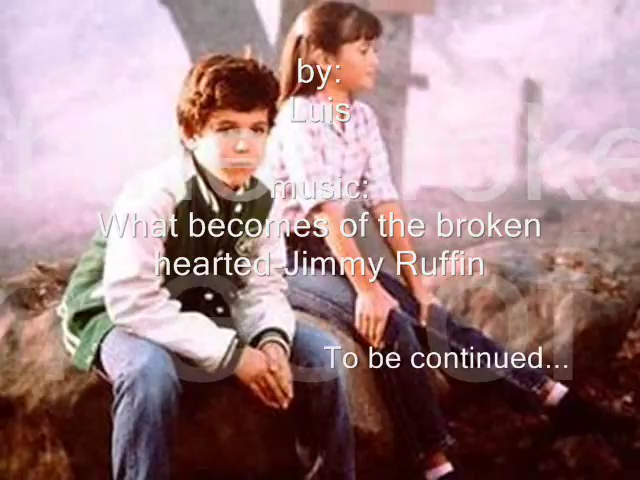 by:
Luis
music:
What becomes of the broken
hearted-Jimmy Ruffin
To be continued...